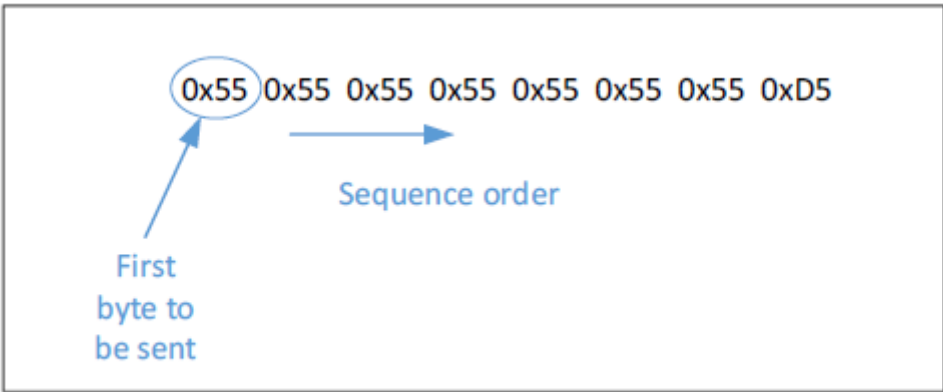 0x55 0x55 0x55 0x55 0x55 0x55 0x55 0xD5
Sequence order
First
byte to
be sent